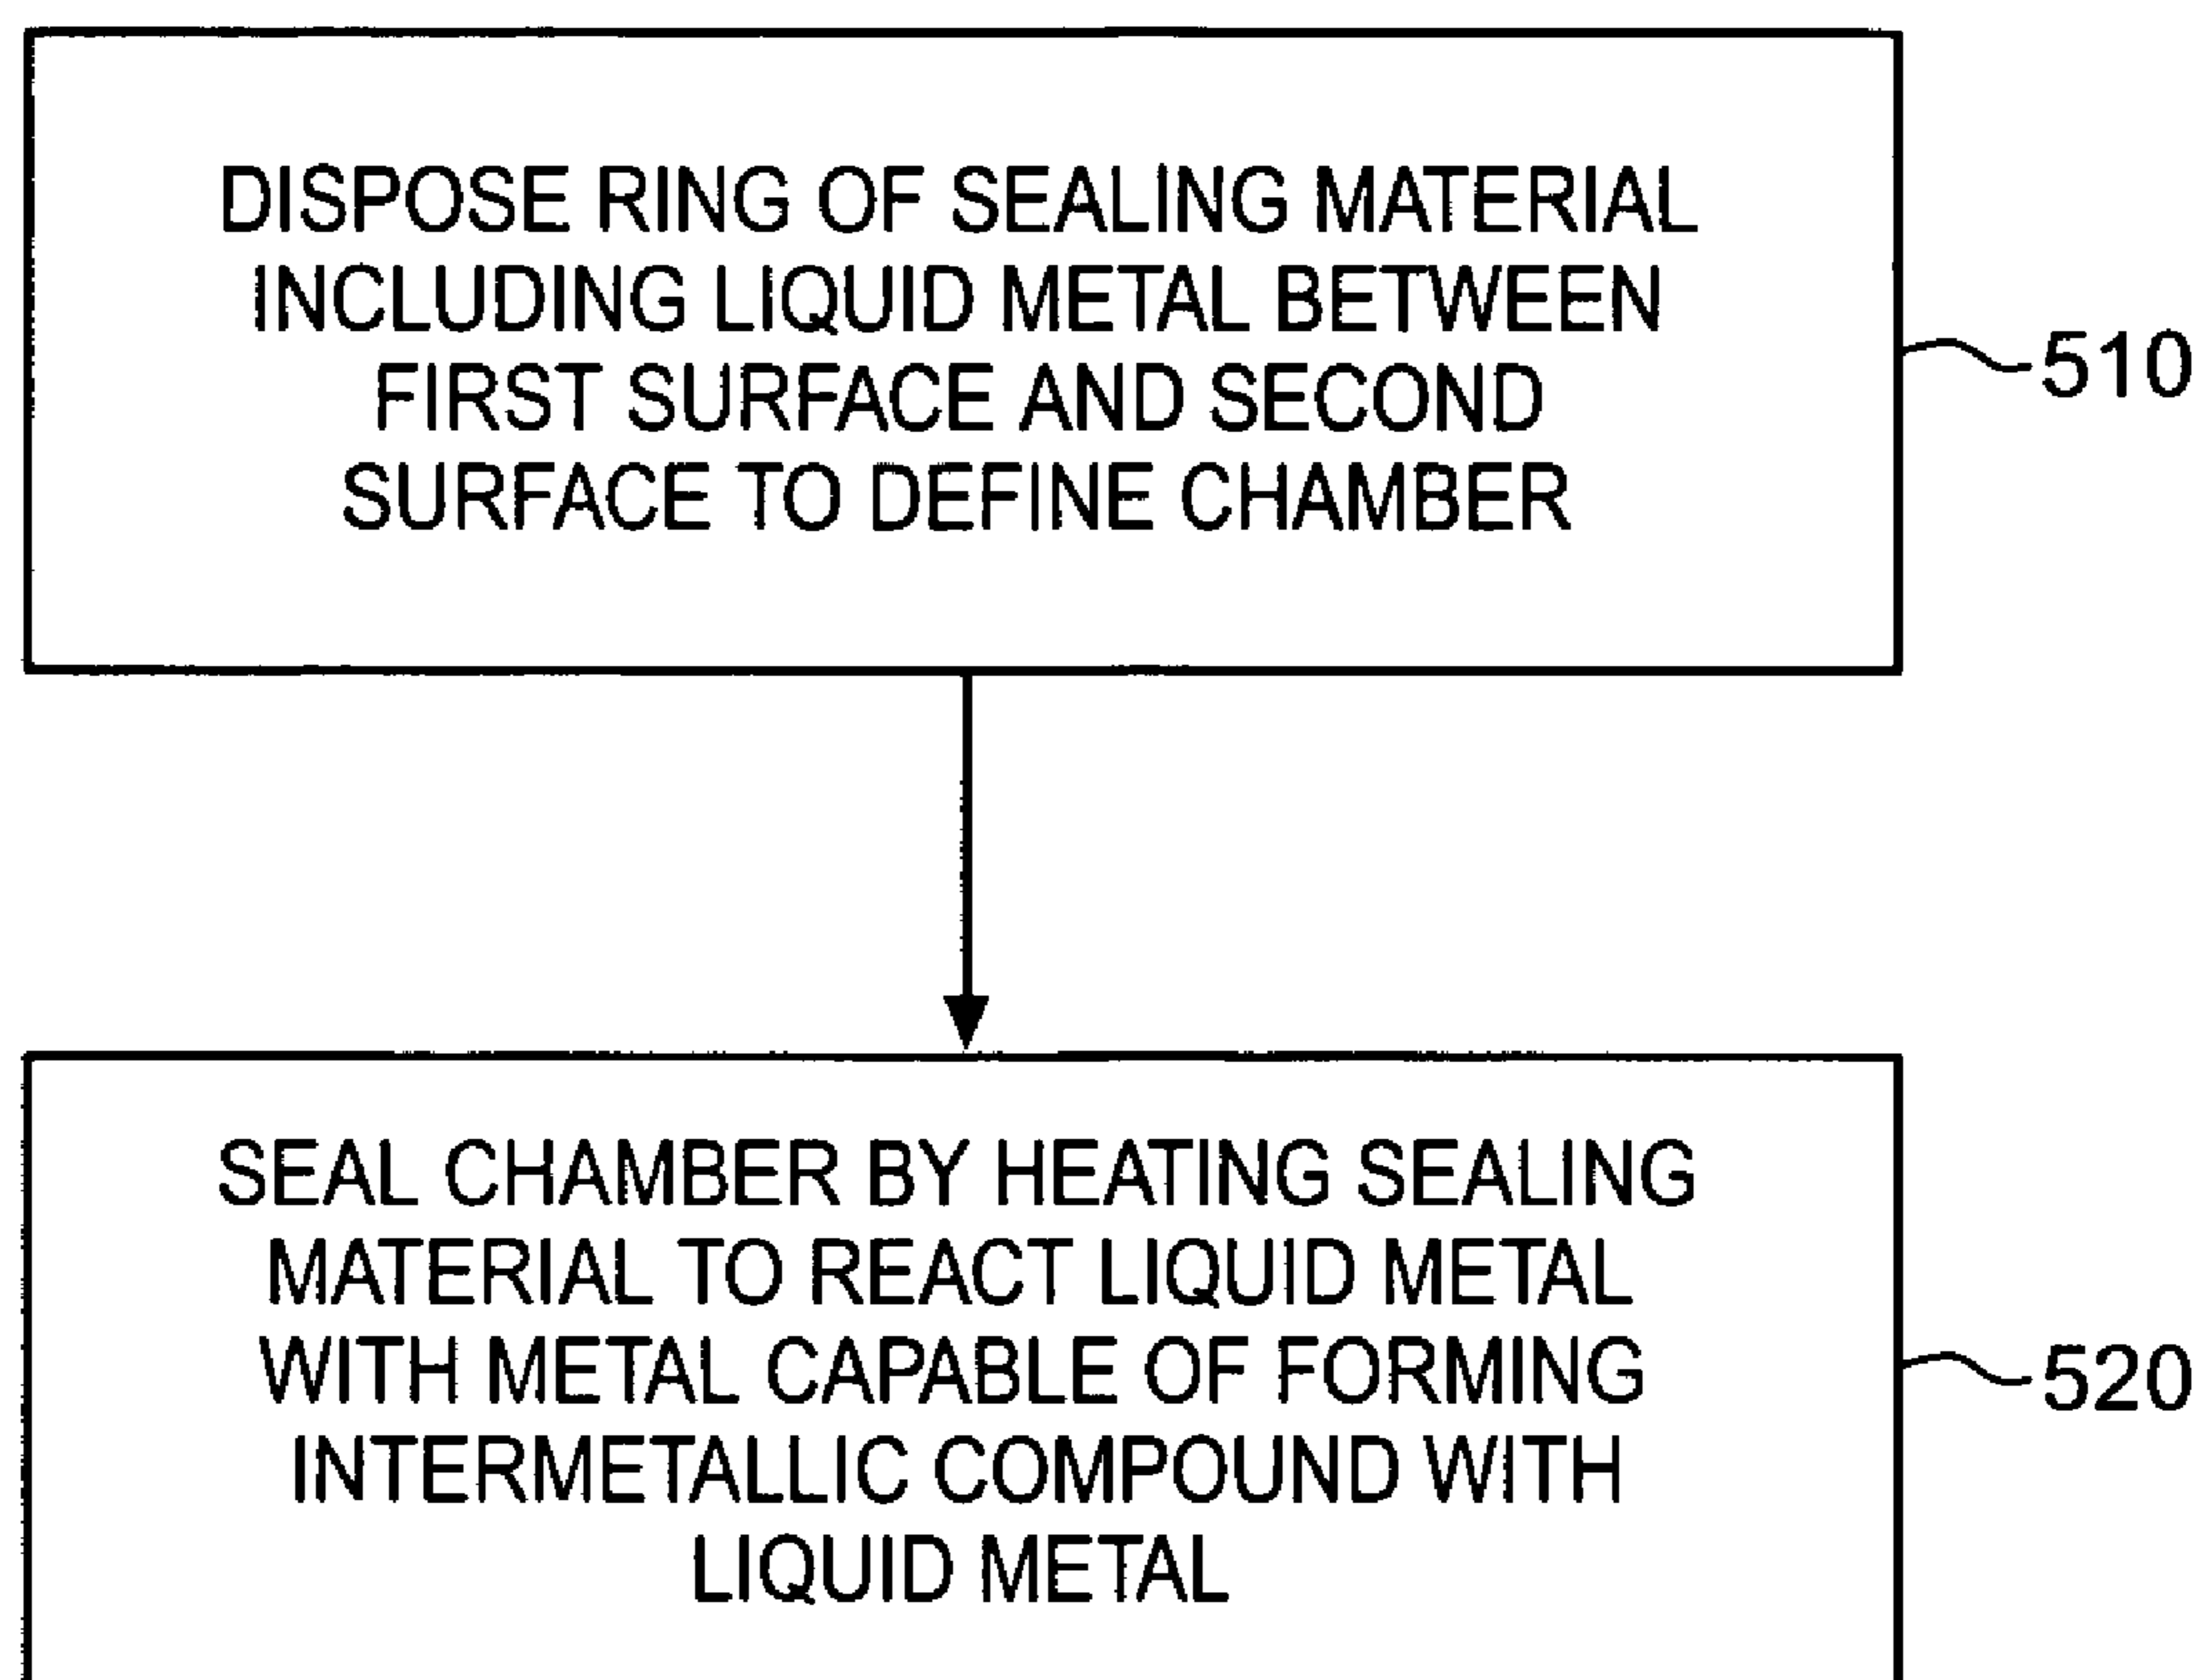 DISPOSE RING OF SEALING MATERIAL
INCLUDING LIQUID METAL BETWEEN
FIRST SURFACE AND SECOND
SURFACE TO DEFINE CHAMBER
510
SEAL CHAMBER BY HEATING SEALING
MATERIAL TO REACT LIQUID METAL
WITH METAL CAPABLE OF FORMING
INTERMETALLIC COMPOUND WITH
LIQUID METAL
520